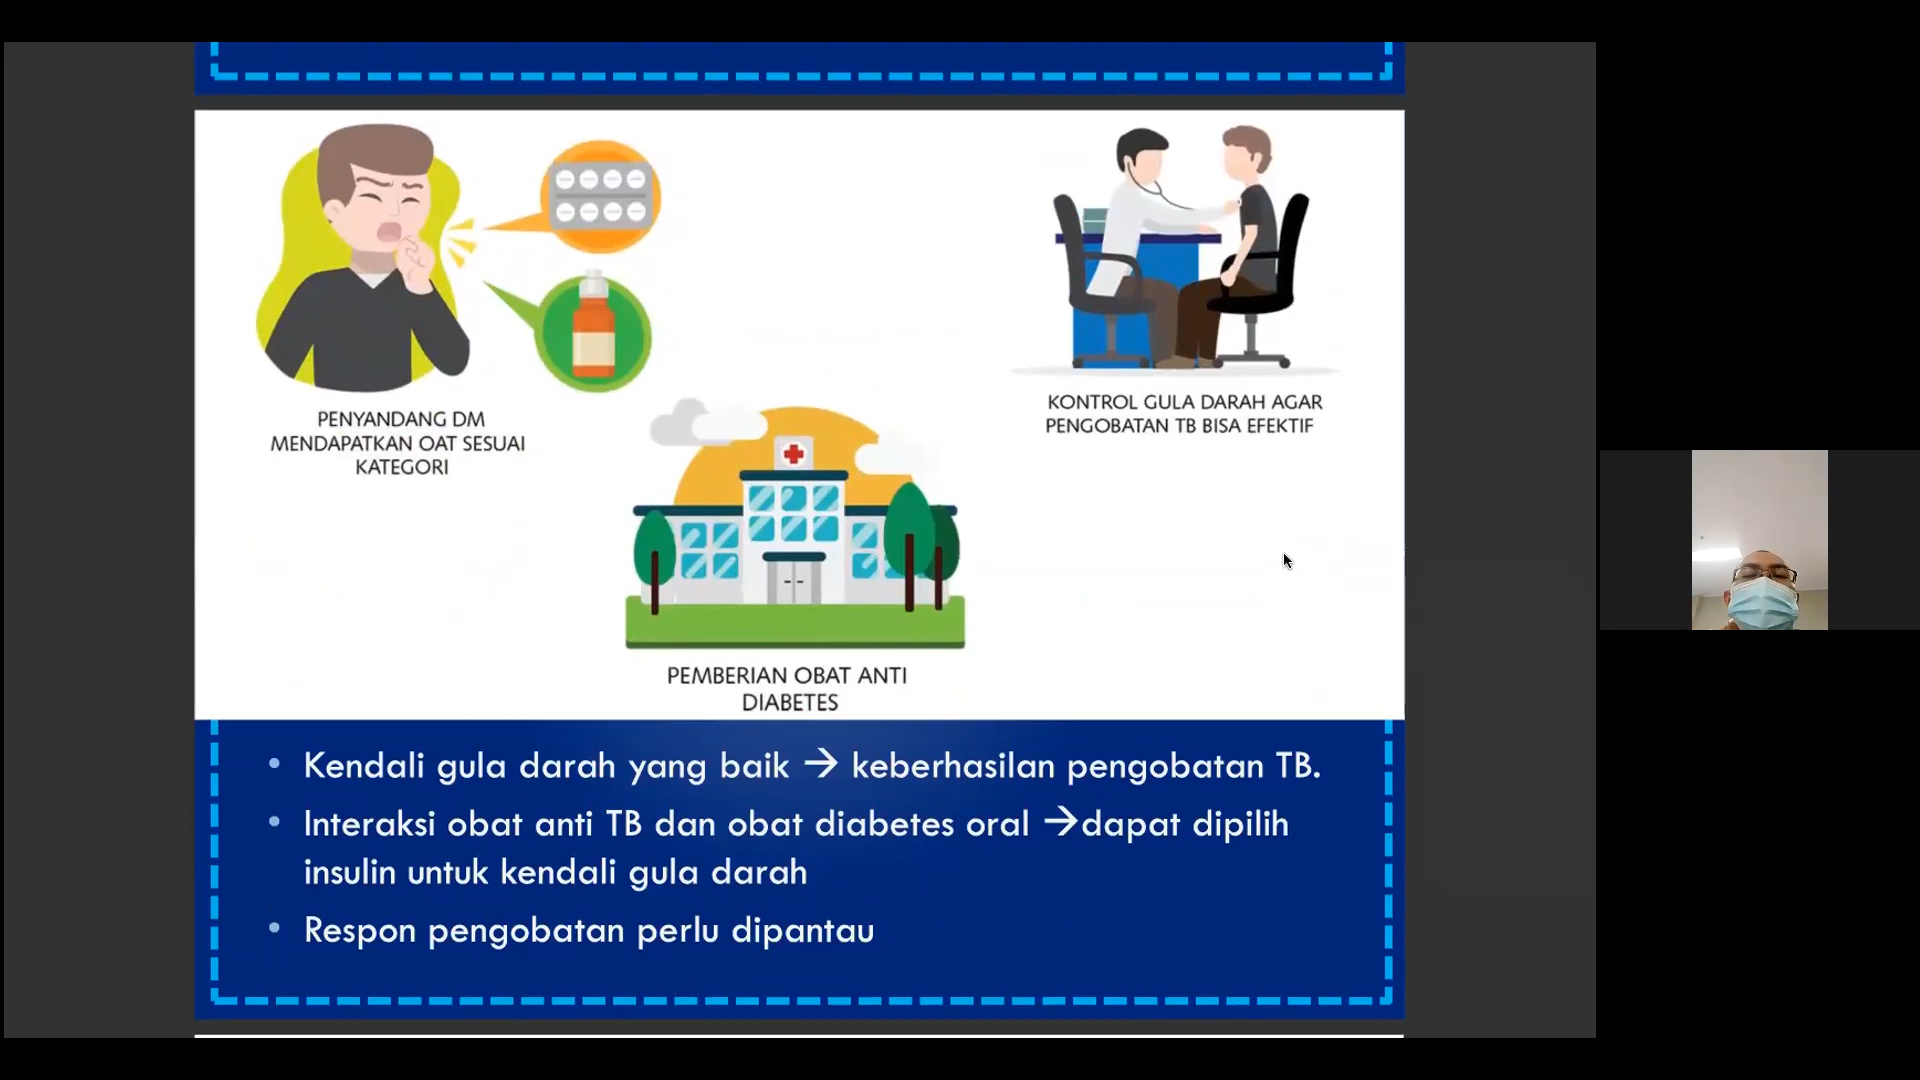 PENYANDANG DM
MENDAPATKAN OAT SESUAI
KATEGORI
KONTROL GULA DARAH AGAR
PENGOBATAN TB BISA EFEKTIF
PEMBERIAN OBAT ANTI
DIABETES
• Kendali gula darah yang baik → keberhasilan pengobatan TB.
• Interaksi obat anti TB dan obat diabetes oral →dapat dipilih
insulin untuk kendali gula darah
• Respon pengobatan perlu dipantau